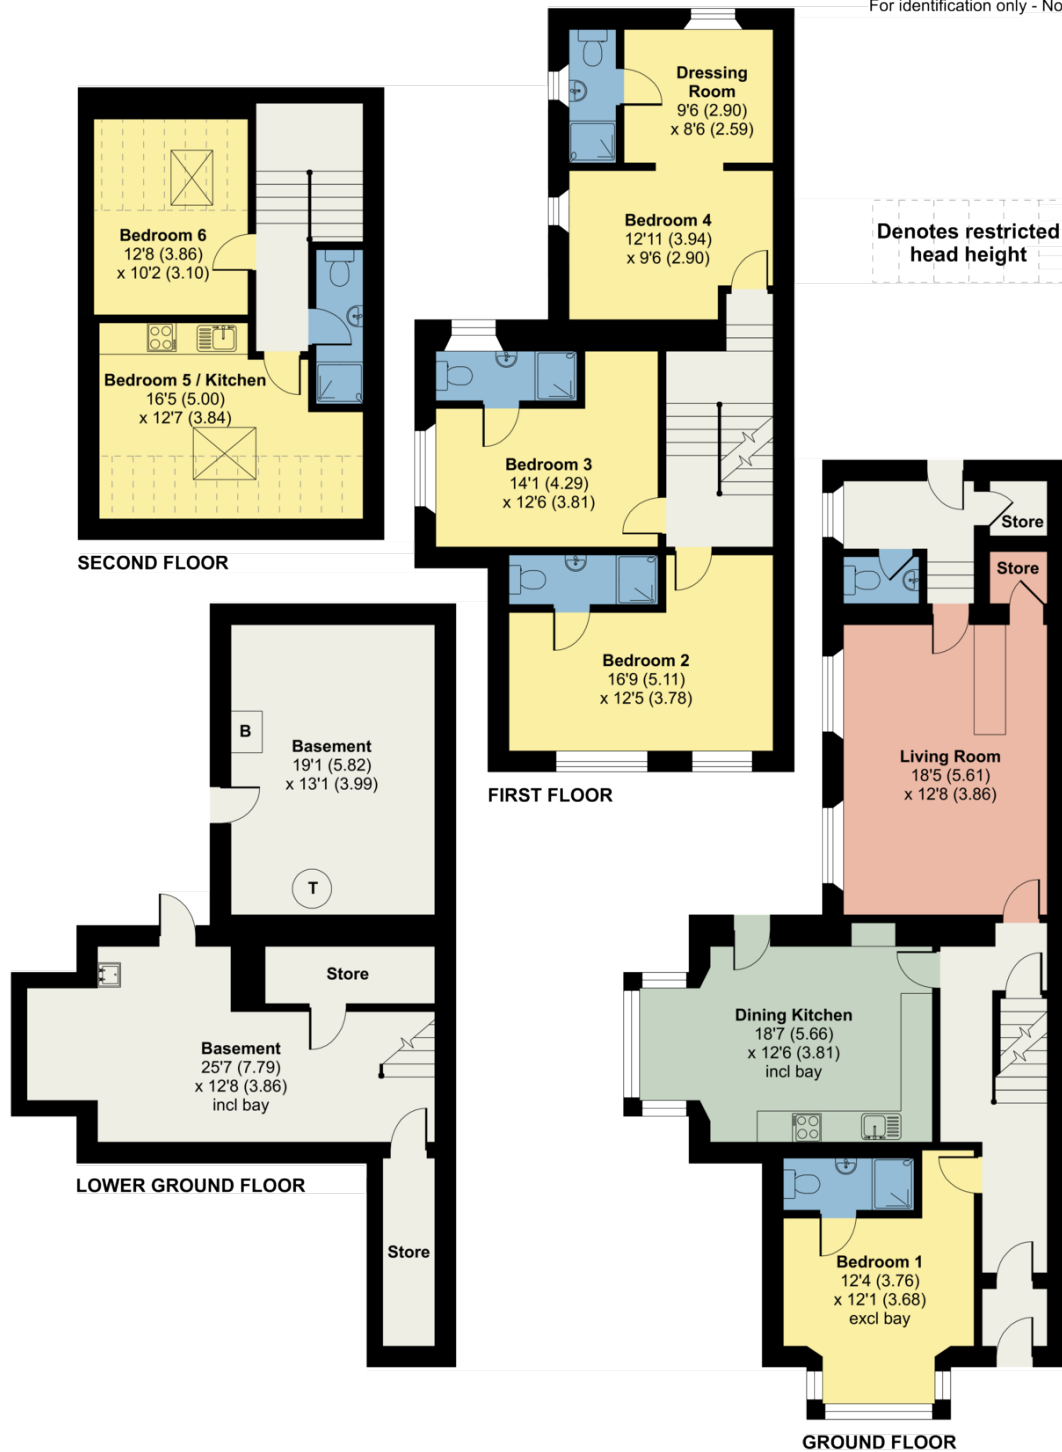 For identification only - No
Dressing
Room
9'6 (2.90)
x 8'6 (2.59)
Bedroom 4
12'11 (3.94)
x 9'6 (2.90)
Denotes restricted
head height
Bedroom 6
12'8 (3.86)
x 10'2 (3.10)
Bedroom 5 / Kitchen
16'5 (5.00)
x 12'7 (3.84)
SECOND FLOOR
Bedroom 3
14'1 (4.29)
x 12'6 (3.81)
Bedroom 2
16'9 (5.11)
x 12'5 (3.78)
FIRST FLOOR
Store
Store
Living Room
18'5 (5.61)
x 12'8 (3.86)
B
Basement
19'1 (5.82)
x 13'1 (3.99)
T
Store
Basement
25'7 (7.79)
x 12'8 (3.86)
incl bay
LOWER GROUND FLOOR
Store
Dining Kitchen
18'7 (5.66)
x 12'6 (3.81)
incl bay
Bedroom 1
12'4 (3.76)
x 12'1 (3.68)
excl bay
GROUND FLOOR